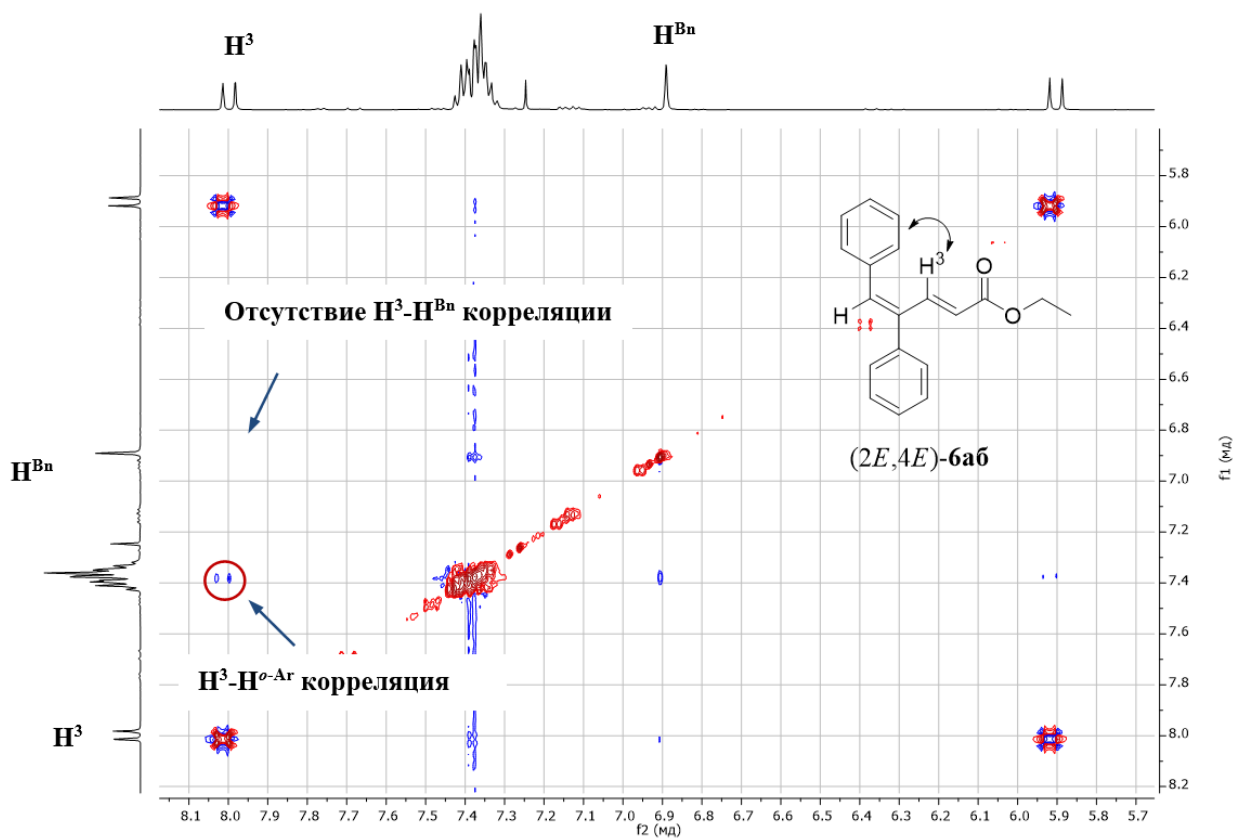 H³
H^Bn
5.8
6.0
6.2
6.4
6.6
6.8
7.0
7.2
7.4
7.6
7.8
8.0
8.2
f1 (мд)
H³
O
H
O
(2E,4E)-6аб
Отсутствие H³-H^Bn корреляции
H^Bn
H³-H^o-Ar корреляция
H³
8.1 8.0 7.9 7.8 7.7 7.6 7.5 7.4 7.3 7.2 7.1 7.0 6.9 6.8 6.7 6.6 6.5 6.4 6.3 6.2 6.1 6.0 5.9 5.8 5.7
f2 (мд)